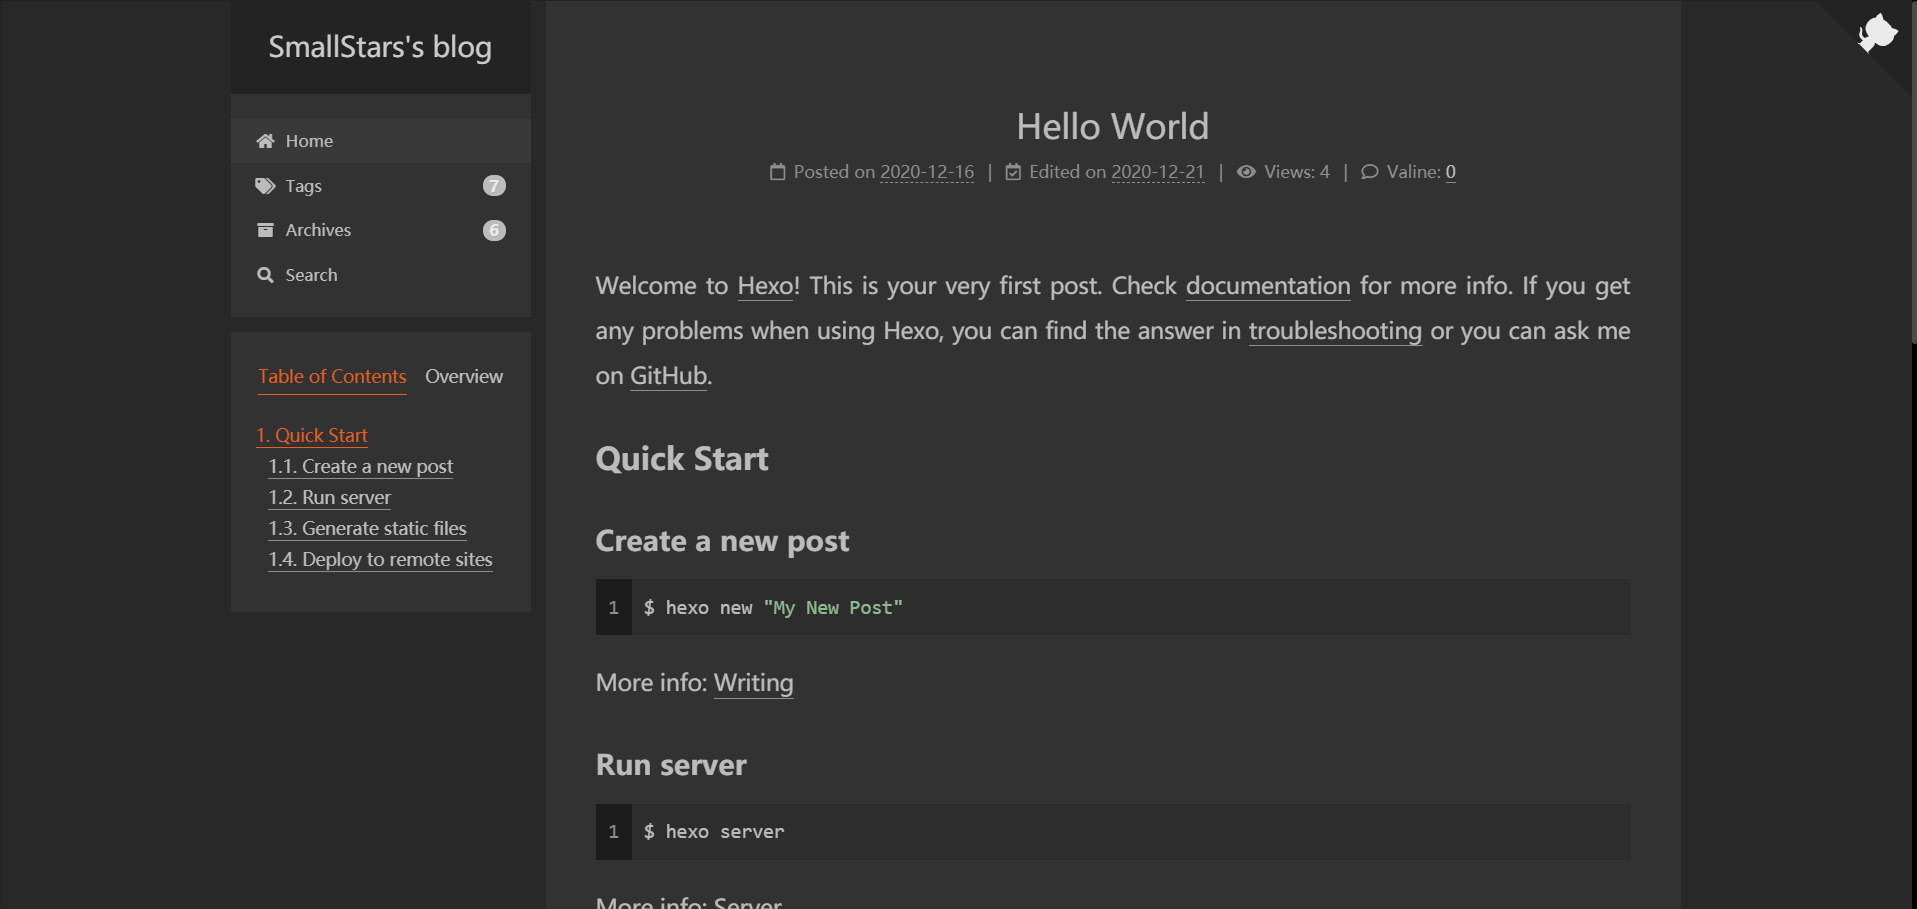 SmallStars's blog
Home
Tags 7
Archives 6
Search
Table of Contents Overview
1. Quick Start
1.1. Create a new post
1.2. Run server
1.3. Generate static files
1.4. Deploy to remote sites
Hello World
Posted on 2020-12-16 | Edited on 2020-12-21 | Views: 4 | Valine: 0
Welcome to Hexo! This is your very first post. Check documentation for more info. If you get
any problems when using Hexo, you can find the answer in troubleshooting or you can ask me
on GitHub.
Quick Start
Create a new post
1 $ hexo new "My New Post"
More info: Writing
Run server
1 $ hexo server
More info: Server